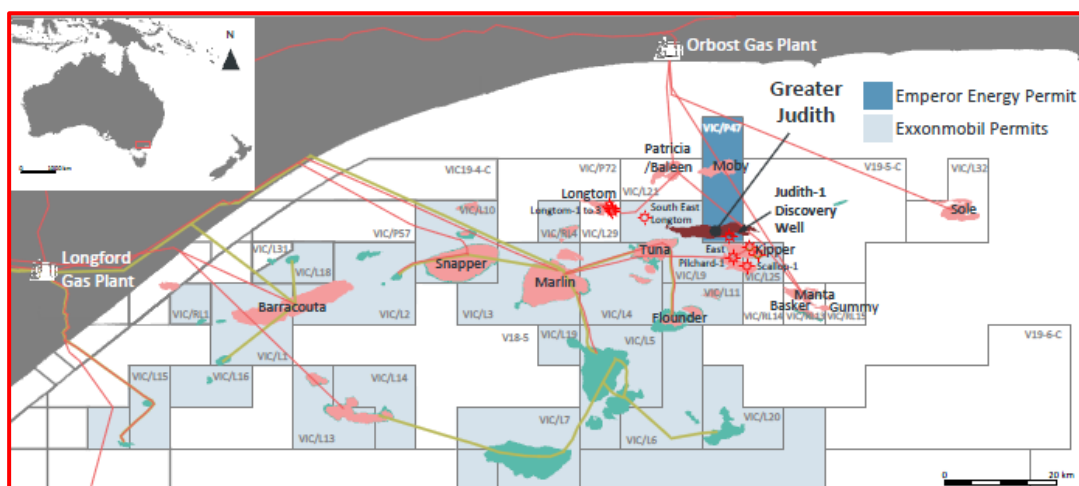 N
1000 km
Orbost Gas Plant
Greater
Judith
Emperor Energy Permit
Exxonmobil Permits
VIC/P47
Patricia
/Baleen
Moby
VIC19-4-C
VIC/P72
V19-5-C
VIC/L32
VIC/L21
Longtom
Longtom-1 to 3
South East
Longtom
Judith-1
Discovery
Well
Sole
VIC/L10
VIC/RL4
VIC/L29
VIC/P57
Longford
Gas Plant
VIC/L31
VIC/L18
Snapper
Marlin
Tuna
East
Pilchard-1
Kipper
Scallop-1
VIC/L9
VIC/L25
VIC/RL1
Barracouta
VIC/L2
VIC/L3
VIC/L4
VIC/L11
Manta
Basker
Gummy
Flounder
VIC/RL14
VIC/RL13
VIC/RL15
VIC/L1
V18-5
VIC/L19
VIC/L5
V19-6-C
VIC/L15
VIC/L16
VIC/L14
VIC/L13
VIC/L7
VIC/L6
VIC/L20
0
20 km